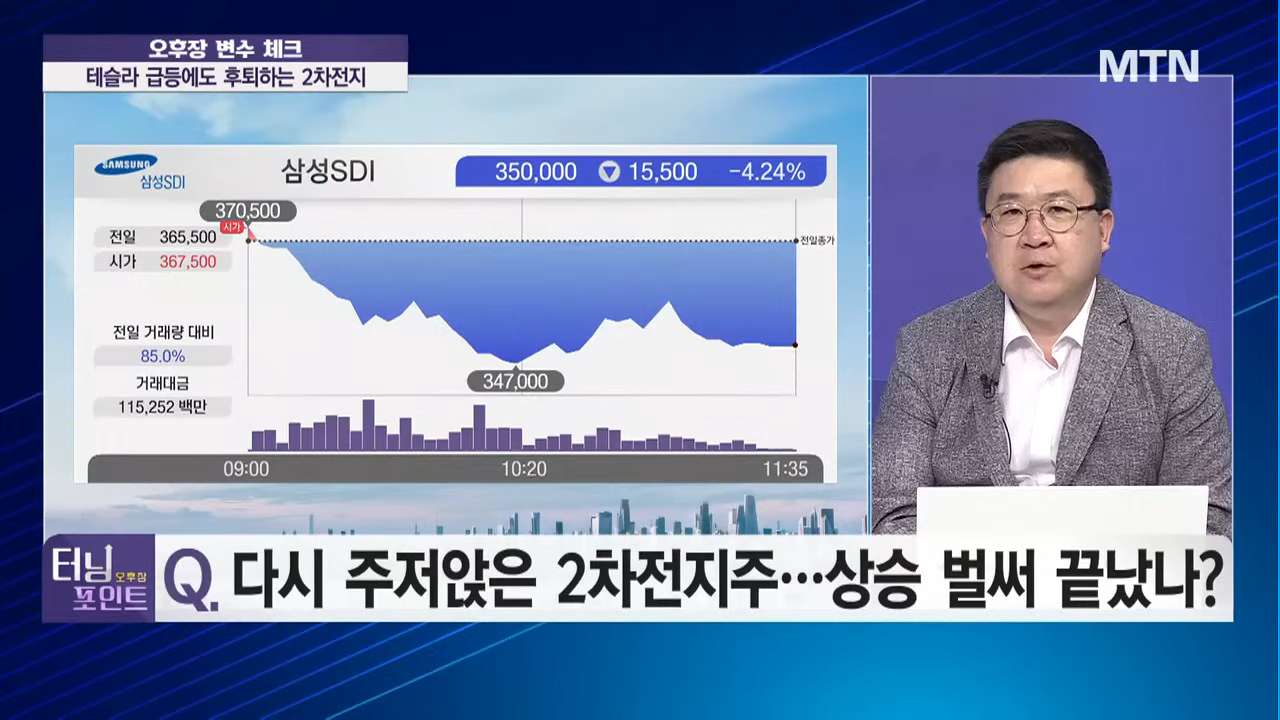 오후장 변수 체크
테슬라 급등에도 후퇴하는 2차전지
MTN
SAMSUNG
삼성SDI
삼성SDI
350,000 ▼ 15,500 -4.24%
370,500
시가
전일 365,500
전일종가
시가 367,500
전일 거래량 대비
85.0%
거래대금
115,252 백만
347,000
09:00 10:20 11:35
터닝
오후장
포인트
Q. 다시 주저앉은 2차전지주…상승 벌써 끝났나?